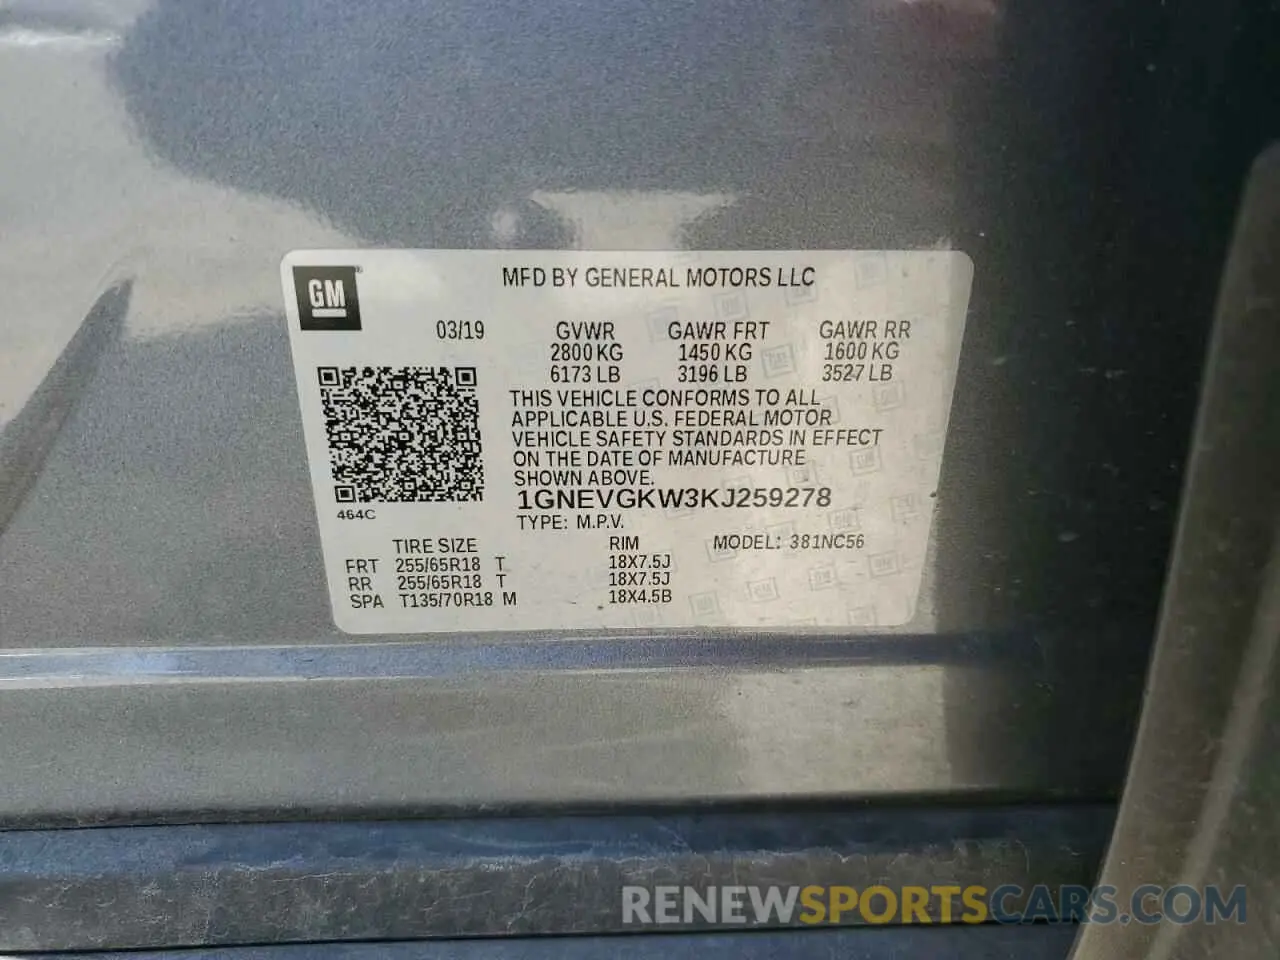 GM
MFD BY GENERAL MOTORS LLC
03/19 GVWR GAWR FRT GAWR RR
2800 KG 1450 KG 1600 KG
6173 LB 3196 LB 3527 LB
THIS VEHICLE CONFORMS TO ALL
APPLICABLE U.S. FEDERAL MOTOR
VEHICLE SAFETY STANDARDS IN EFFECT
ON THE DATE OF MANUFACTURE
SHOWN ABOVE.
1GNEVGKW3KJ259278
464C
TYPE: M.P.V.
TIRE SIZE RIM MODEL: 381NC56
FRT 255/65R18 T 18X7.5J
RR 255/65R18 T 18X7.5J
SPA T135/70R18 M 18X4.5B
RENEWSPORTSCARS.COM